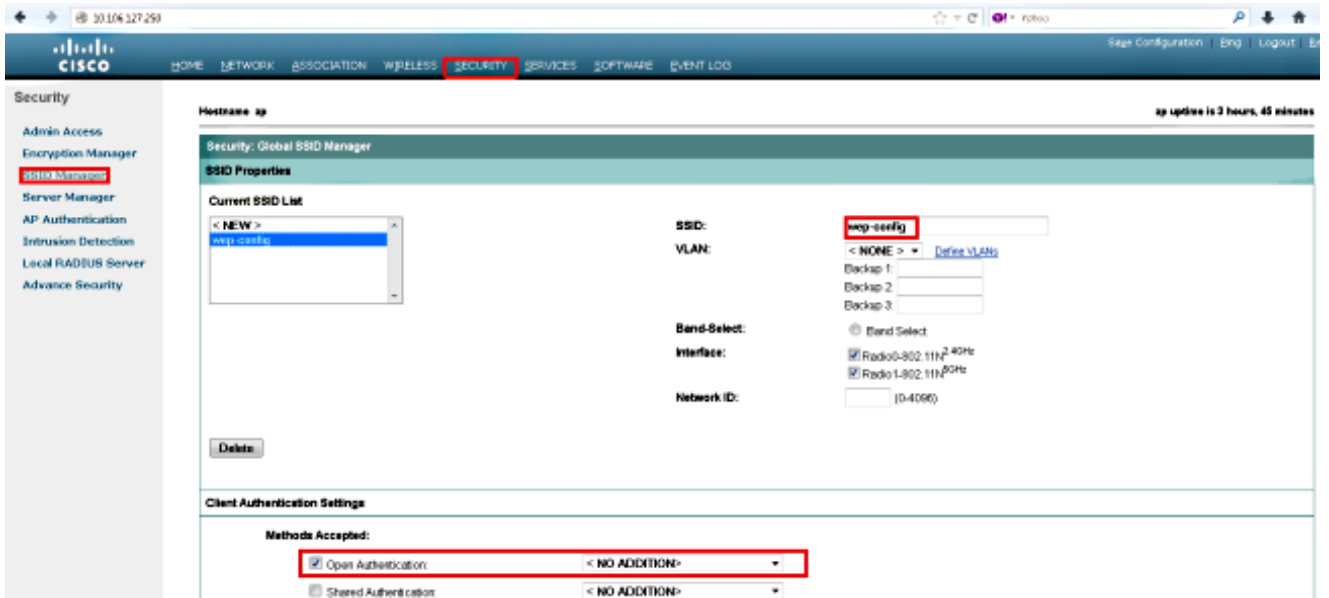 10.106.127.250
Save Configuration | Ping | Logout |
CISCO
HOME NETWORK ASSOCIATION WIRELESS SECURITY SERVICES SOFTWARE EVENT LOG
Security
Admin Access
Encryption Manager
SSID Manager
Server Manager
AP Authentication
Intrusion Detection
Local RADIUS Server
Advance Security
Hostname ap
ap uptime is 3 hours, 45 minutes
Security: Global SSID Manager
SSID Properties
Current SSID List
< NEW >
wep-config
SSID:
wep-config
VLAN:
< NONE >
Define VLANs
Backup 1:
Backup 2:
Backup 3:
Band-Select:
Band Select
Interface:
Radio0-802.11N2.4GHz
Radio1-802.11N5GHz
Network ID:
(0-4096)
Delete
Client Authentication Settings
Methods Accepted:
Open Authentication:
< NO ADDITION>
Shared Authentication:
< NO ADDITION>